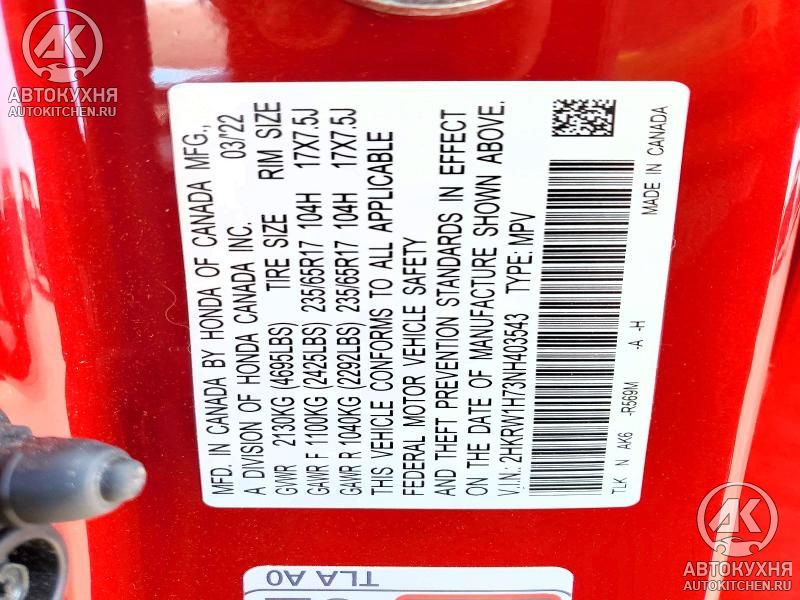 MFD. IN CANADA BY HONDA OF CANADA MFG.,
A DIVISION OF HONDA CANADA INC. 03/'22
GVWR 2130KG (4695LBS) TIRE SIZE RIM SIZE
GAWR F 1100KG (2425LBS) 235/65R17 104H 17X7.5J
GAWR R 1040KG (2292LBS) 235/65R17 104H 17X7.5J
THIS VEHICLE CONFORMS TO ALL APPLICABLE
FEDERAL MOTOR VEHICLE SAFETY
AND THEFT PREVENTION STANDARDS IN EFFECT
ON THE DATE OF MANUFACTURE SHOWN ABOVE.
V.I.N.: 2HKRW1H73NH403543 TYPE: MPV
TLK N AK6 -R569M -A -H
MADE IN CANADA
TLA A0
АК
АВТОКУХНЯ
AUTOKITCHEN.RU
АК
АВТОКУХНЯ
AUTOKITCHEN.RU